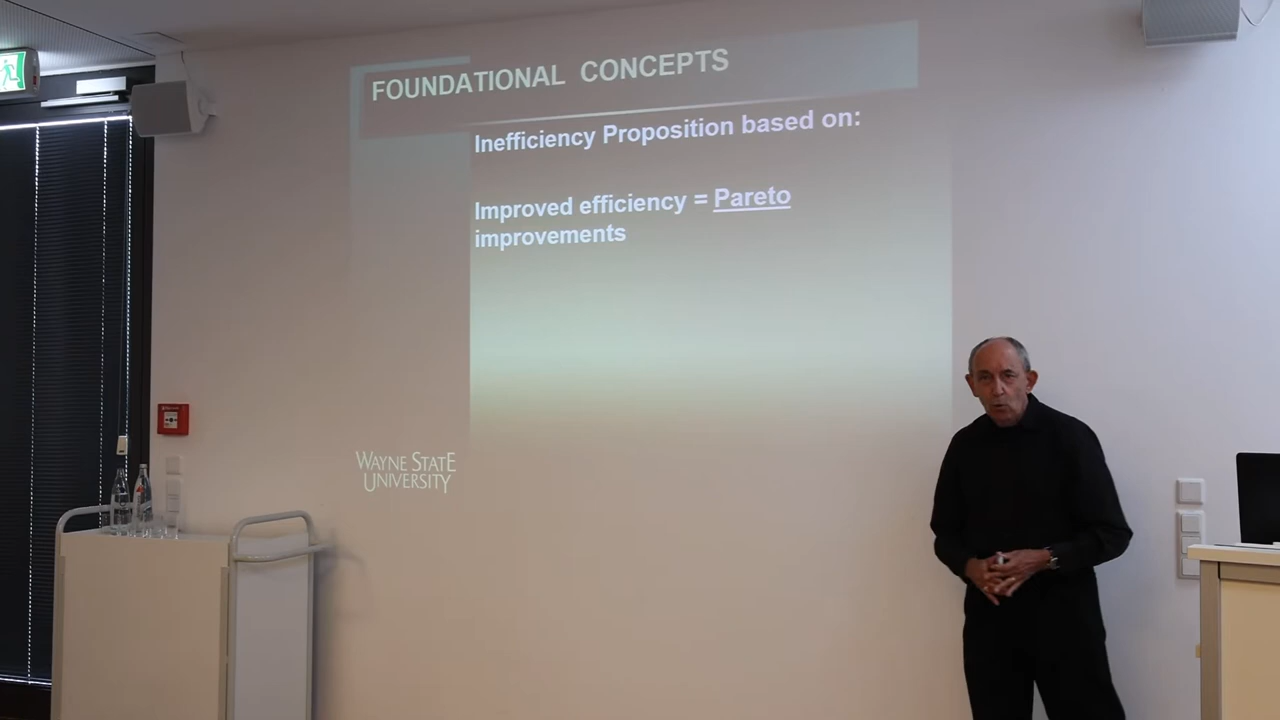 FOUNDATIONAL CONCEPTS
Inefficiency Proposition based on:
Improved efficiency = Pareto
improvements
WAYNE STATE
UNIVERSITY